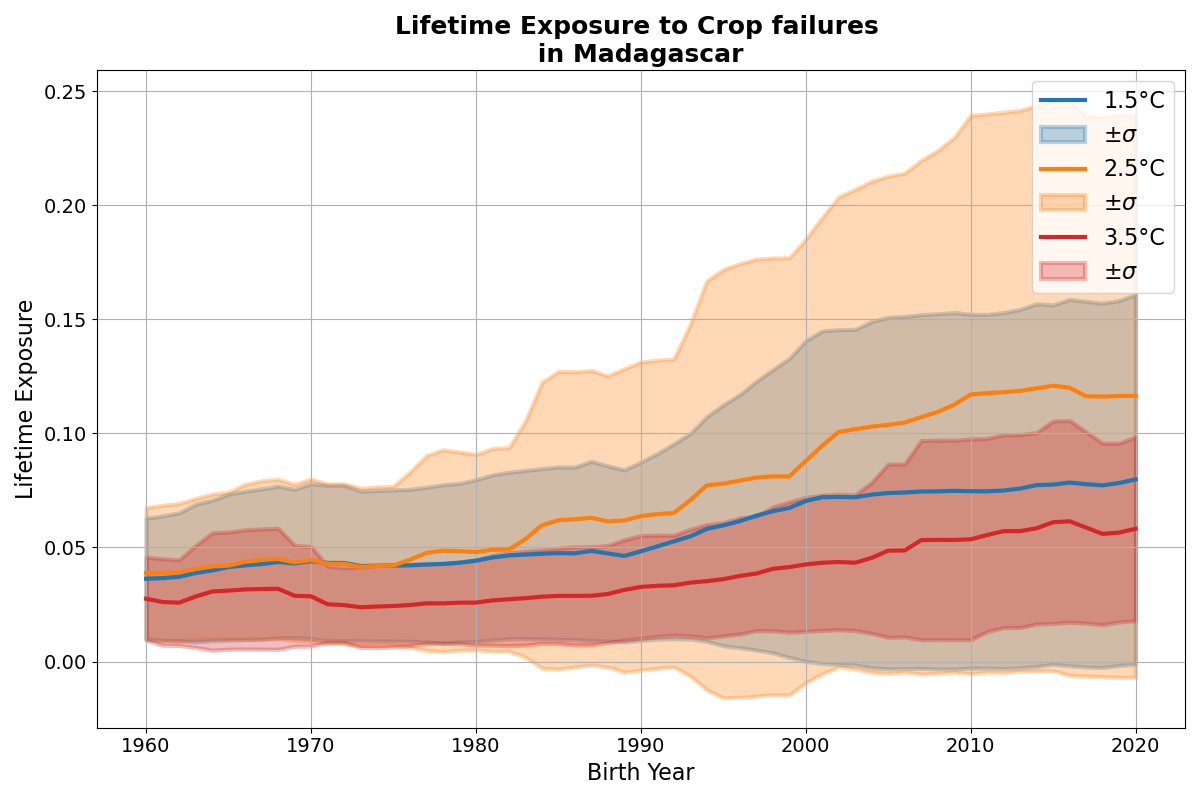 Lifetime Exposure to Crop failures
in Madagascar
0.25
0.20
0.15
0.10
0.05
0.00
Lifetime Exposure
1960
1970
1980
1990
2000
2010
2020
Birth Year
1.5°C
±σ
2.5°C
±σ
3.5°C
±σ